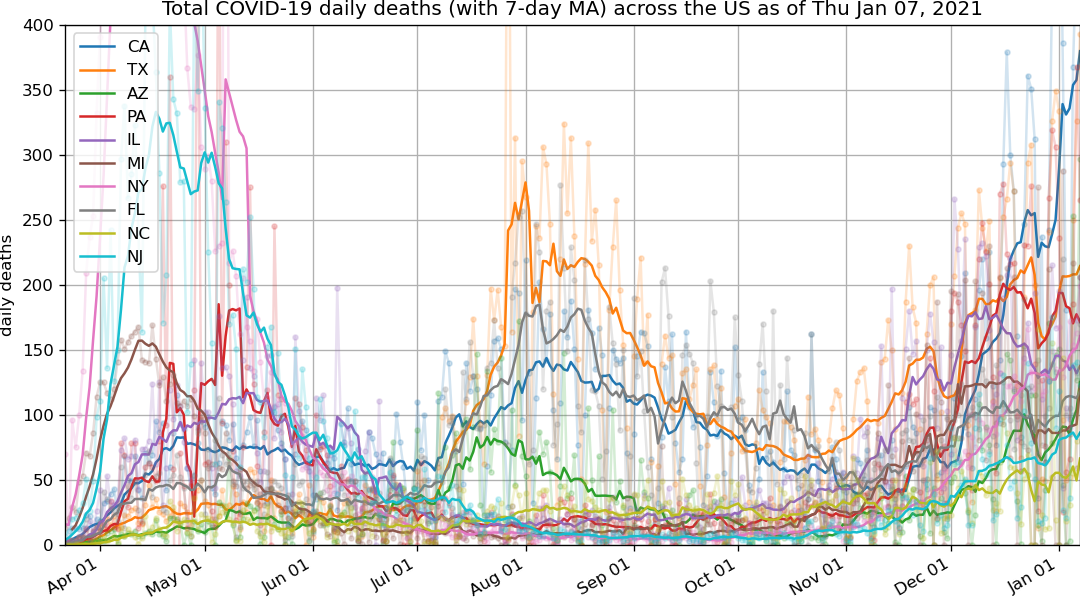 Total COVID-19 daily deaths (with 7-day MA) across the US as of Thu Jan 07, 2021
400
350
300
250
200
150
100
50
0
daily deaths
CA
TX
AZ
PA
IL
MI
NY
FL
NC
NJ
Apr 01
May 01
Jun 01
Jul 01
Aug 01
Sep 01
Oct 01
Nov 01
Dec 01
Jan 01